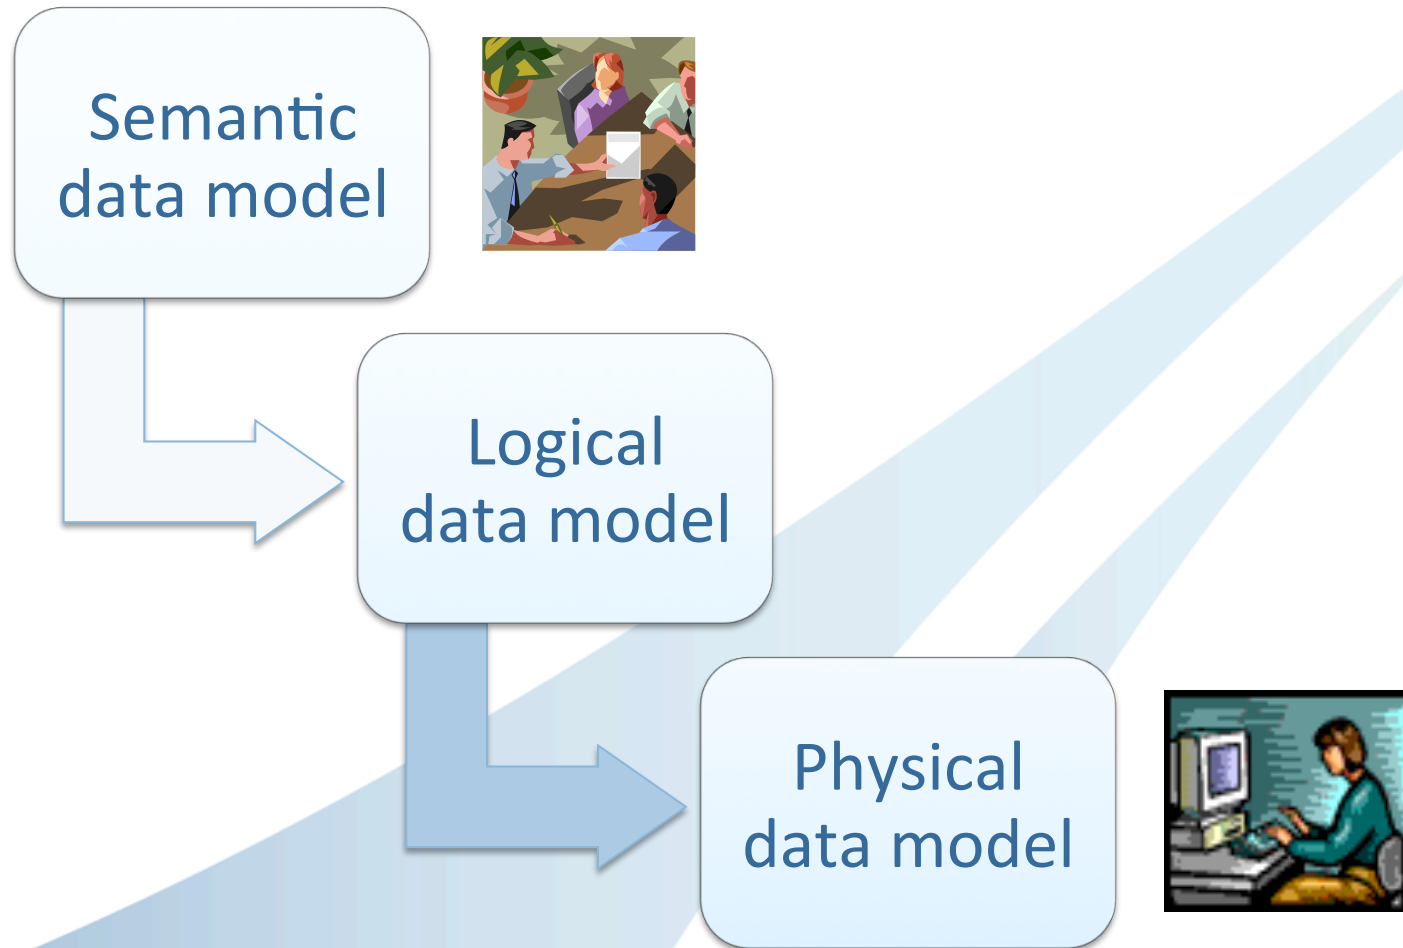 Semantic
data model
Logical
data model
Physical
data model